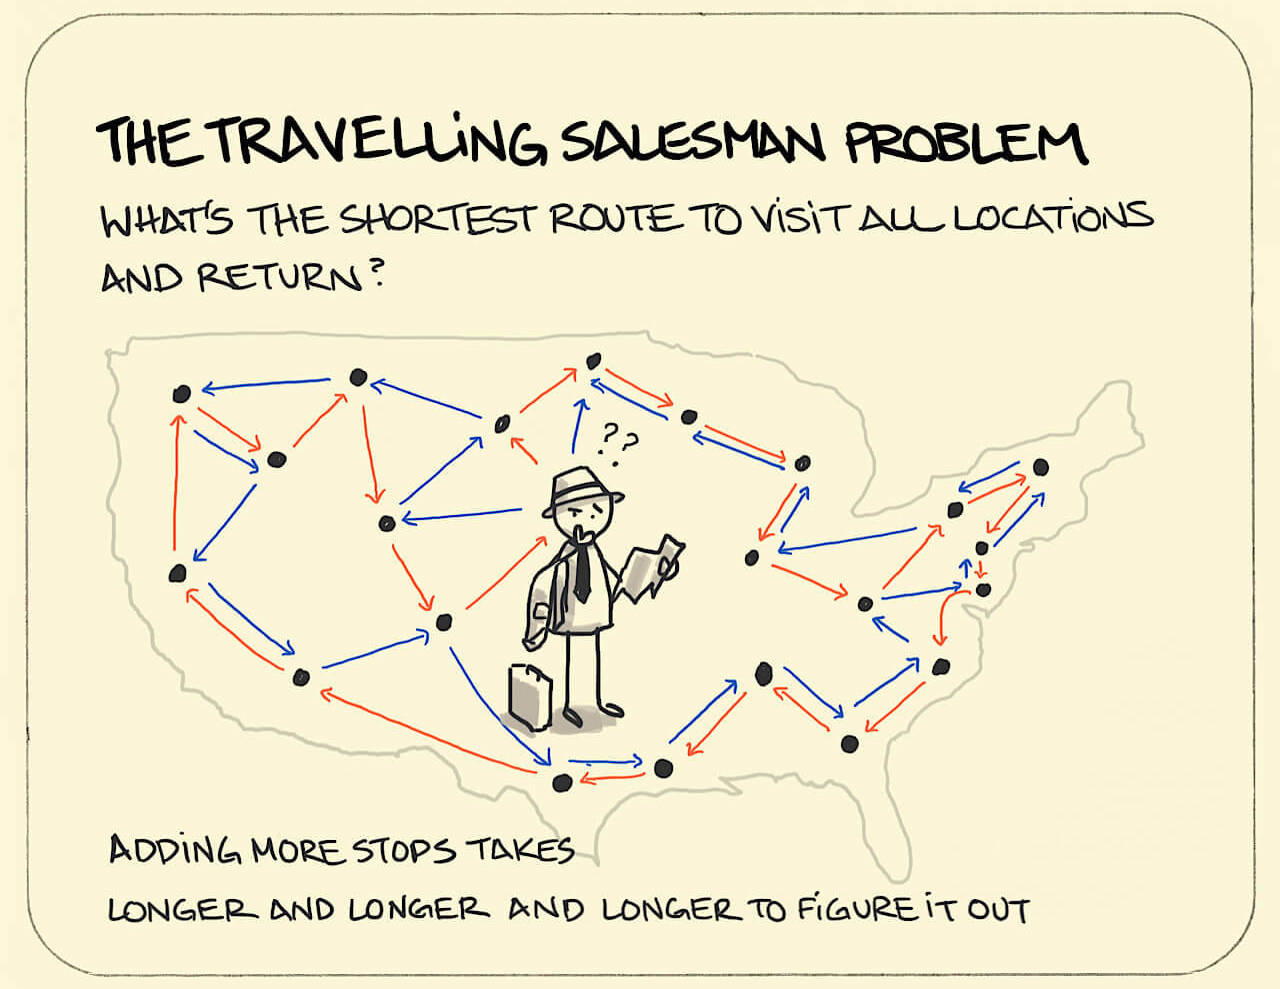 THE TRAVELLING SALESMAN PROBLEM
WHAT'S THE SHORTEST ROUTE TO VISIT ALL LOCATIONS
AND RETURN?
??
ADDING MORE STOPS TAKES
LONGER AND LONGER AND LONGER TO FIGURE IT OUT